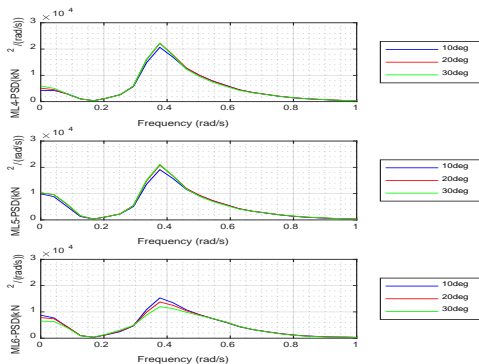 × 10^4
ML4-PSD(kN^2/(rad/s))
3
2
1
0
0 0.2 0.4 0.6 0.8 1
Frequency (rad/s)
10deg
20deg
30deg
× 10^4
ML5-PSD(kN^2/(rad/s))
3
2
1
0
0 0.2 0.4 0.6 0.8 1
Frequency (rad/s)
10deg
20deg
30deg
× 10^4
ML6-PSD(kN^2/(rad/s))
3
2
1
0
0 0.2 0.4 0.6 0.8 1
Frequency (rad/s)
10deg
20deg
30deg